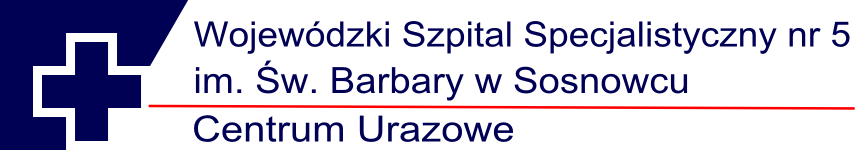 Wojewódzki Szpital Specjalistyczny nr 5
im. Św. Barbary w Sosnowcu
Centrum Urazowe